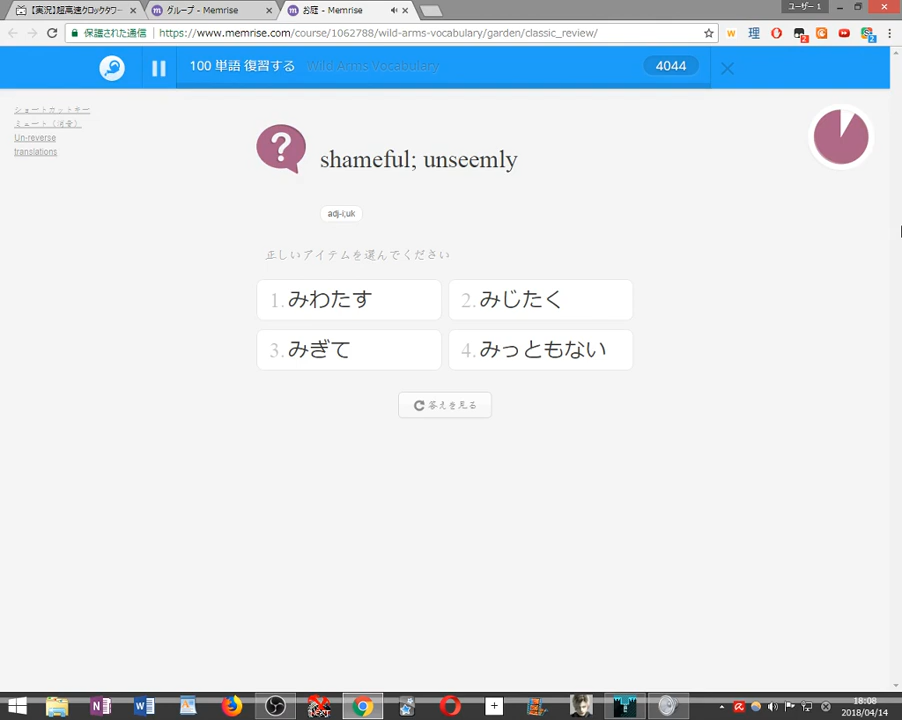 【実況】超高速クロックタワー
グループ - Memrise
お暦 - Memrise
ユーザー 1
保護された通信
https://www.memrise.com/course/1062788/wild-arms-vocabulary/garden/classic_review/
100 単語 復習する
Wild Arms Vocabulary
4044
ショートカットキー
ミュート（消音）
Un-reverse
translations
shameful; unseemly
adj-i;uk
正しいアイテムを選んでください
1. みわたす
2. みじたく
3. みぎて
4. みっともない
答えを見る
18:08
2018/04/14